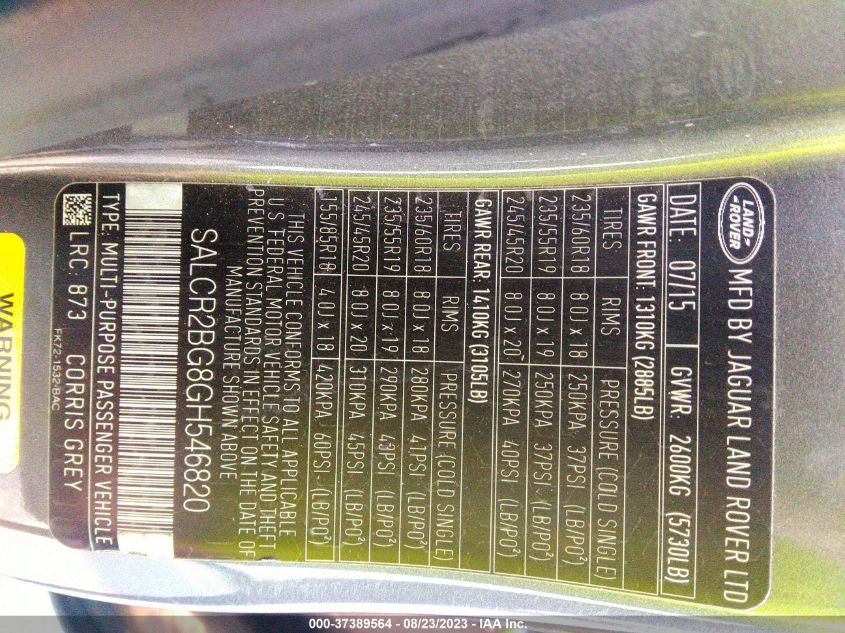 LAND ROVER
MFD BY JAGUAR LAND ROVER LTD
DATE: 07/15 GVWR: 2600KG (5730LB)
GAWR FRONT: 1310KG (2885LB)
TIRES RIMS PRESSURE (COLD SINGLE)
235/60R18 8.0J x 18 250KPA 37PSI (LB/PO²)
235/55R19 8.0J x 19 250KPA 37PSI (LB/PO²)
245/45R20 8.0J x 20 270KPA 40PSI (LB/PO²)
GAWR REAR: 1410KG (3105LB)
TIRES RIMS PRESSURE (COLD SINGLE)
235/60R18 8.0J x 18 280KPA 41PSI (LB/PO²)
235/55R19 8.0J x 19 290KPA (LB/PO²)
245/45R20 8.0J x 20 310KPA 45PSI (LB/PO²)
155/85R18 4.0J x 18 420KPA 60PSI (LB/PO²)
THIS VEHICLE CONFORMS TO ALL APPLICABLE
U S FEDERAL MOTOR VEHICLE SAFETY AND THEFT
PREVENTION STANDARDS IN EFFECT ON THE DATE OF
MANUFACTURE SHOWN ABOVE
SALCR2BG8GH546820
TYPE: MULTI-PURPOSE PASSENGER VEHICLE
LRC: 873 CORRIS GREY
FK72-1532-BAC
WARNING
000-37389564 - 08/23/2023 - IAA Inc.